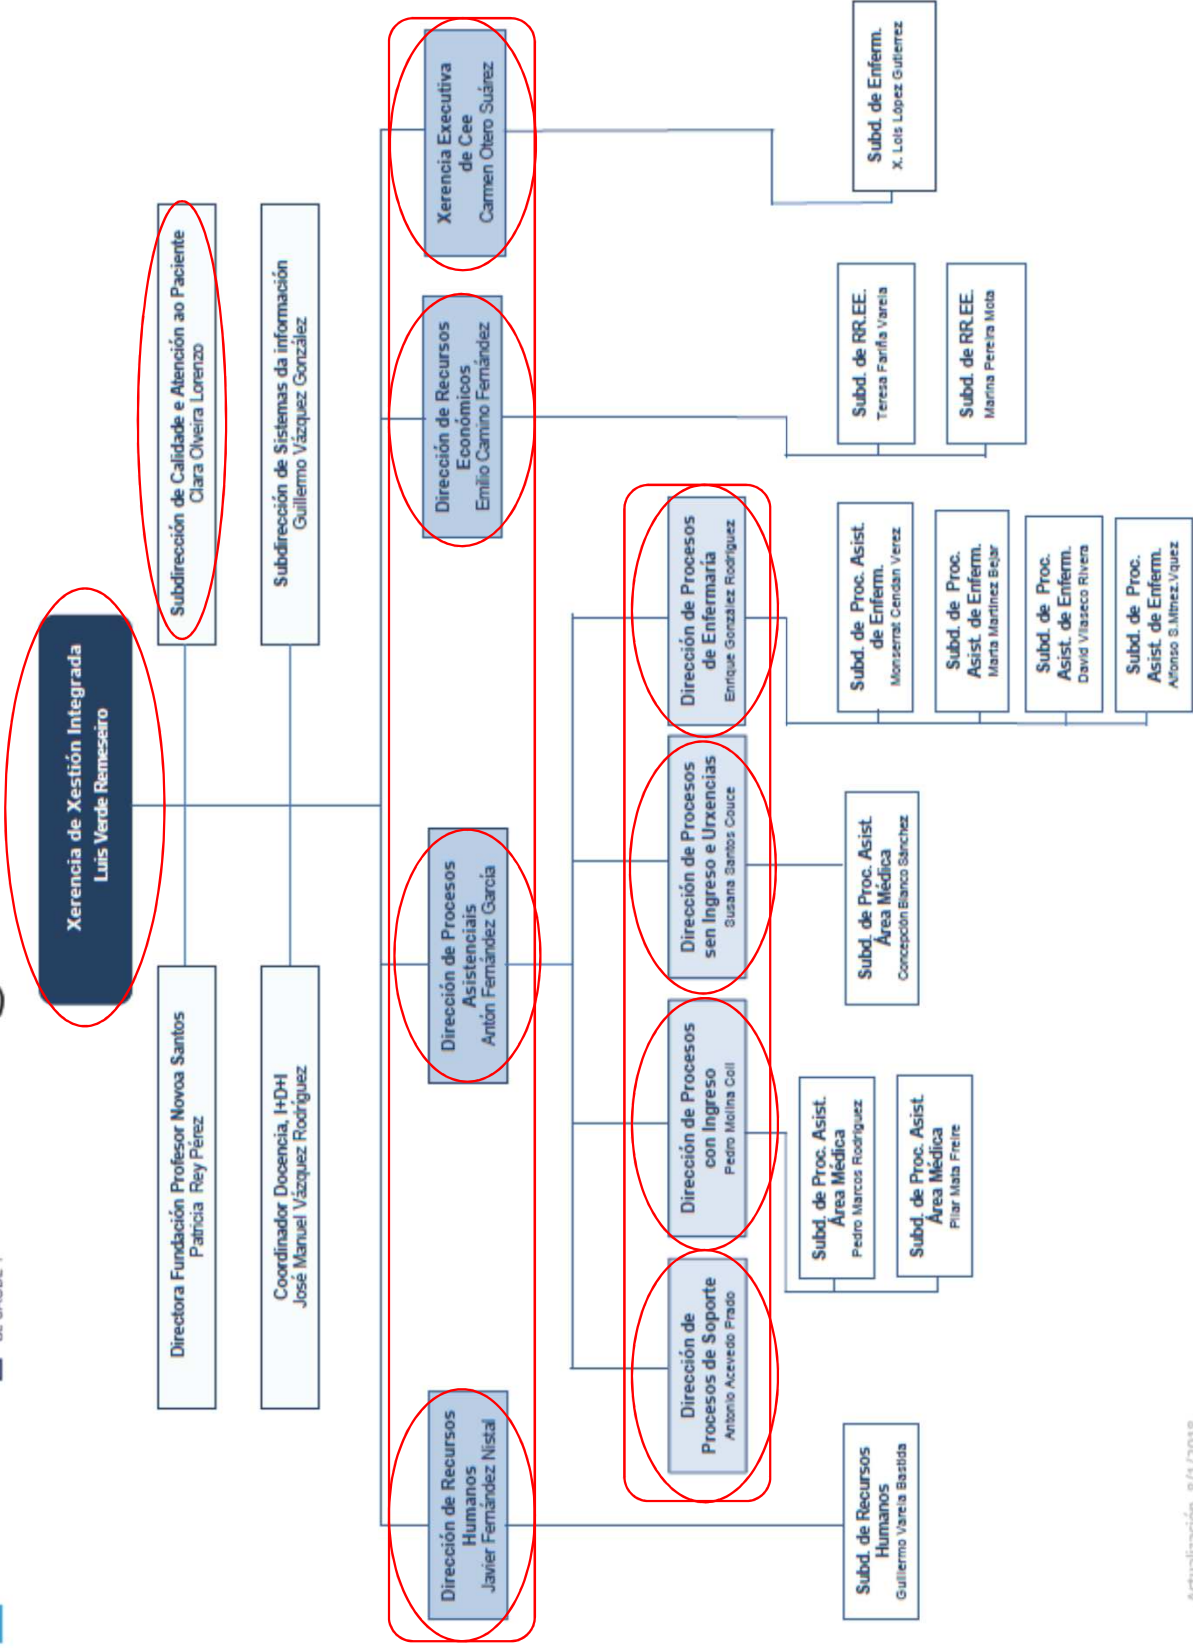 Xerencia de Xestión Integrada
Luis Verde Remeseiro
Directora Fundación Profesor Novoa Santos
Patricia Rey Pérez
Subdirección de Calidade e Atención ao Paciente
Clara Olveira Lorenzo
Coordinador Docencia, I+D+I
José Manuel Vázquez Rodríguez
Subdirección de Sistemas da información
Guillermo Vázquez González
Dirección de Recursos
Humanos
Javier Fernández Nistal
Dirección de Procesos
Asistenciais
Antón Fernández García
Dirección de Recursos
Económicos
Emilio Camino Fernández
Xerencia Executiva
de Cee
Carmen Otero Suárez
Dirección de
Procesos de Soporte
Antonio Acevedo Prado
Dirección de Procesos
con Ingreso
Pedro Molina Coll
Dirección de Procesos
sen Ingreso e Urxencias
Susana Santos Couce
Dirección de Procesos
de Enfermaría
Enrique González Rodríguez
Subd. de Recursos
Humanos
Guillermo Varela Bastida
Subd. de Proc. Asist.
Área Médica
Pedro Marcos Rodríguez
Subd. de Proc. Asist.
Área Médica
Pilar Mata Freire
Subd. de Proc. Asist.
Área Médica
Concepción Blanco Sánchez
Subd. de Proc. Asist.
de Enferm.
Monserrat Cendan Verez
Subd. de Proc.
Asist. de Enferm.
Marta Martínez Bejar
Subd. de Proc.
Asist. de Enferm.
David Vilaseco Rivera
Subd. de Proc.
Asist. de Enferm.
Alfonso S.Mtnez.Vquez
Subd. de RR.EE.
Teresa Fariña Varela
Subd. de RR.EE.
Marina Pereira Mota
Subd. de Enferm.
X. Lois López Gutierrez